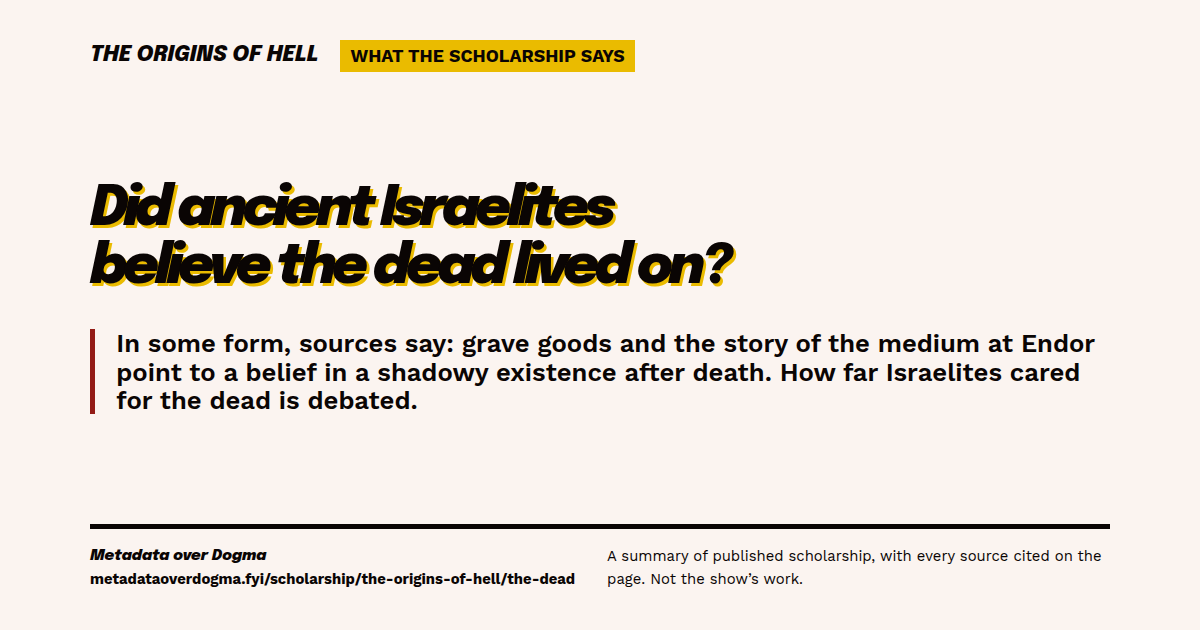 THE ORIGINS OF HELL
WHAT THE SCHOLARSHIP SAYS
Did ancient Israelites
believe the dead lived on?
In some form, sources say: grave goods and the story of the medium at Endor
point to a belief in a shadowy existence after death. How far Israelites cared
for the dead is debated.
Metadata over Dogma
metadataoverdogma.fyi/scholarship/the-origins-of-hell/the-dead
A summary of published scholarship, with every source cited on the
page. Not the show’s work.